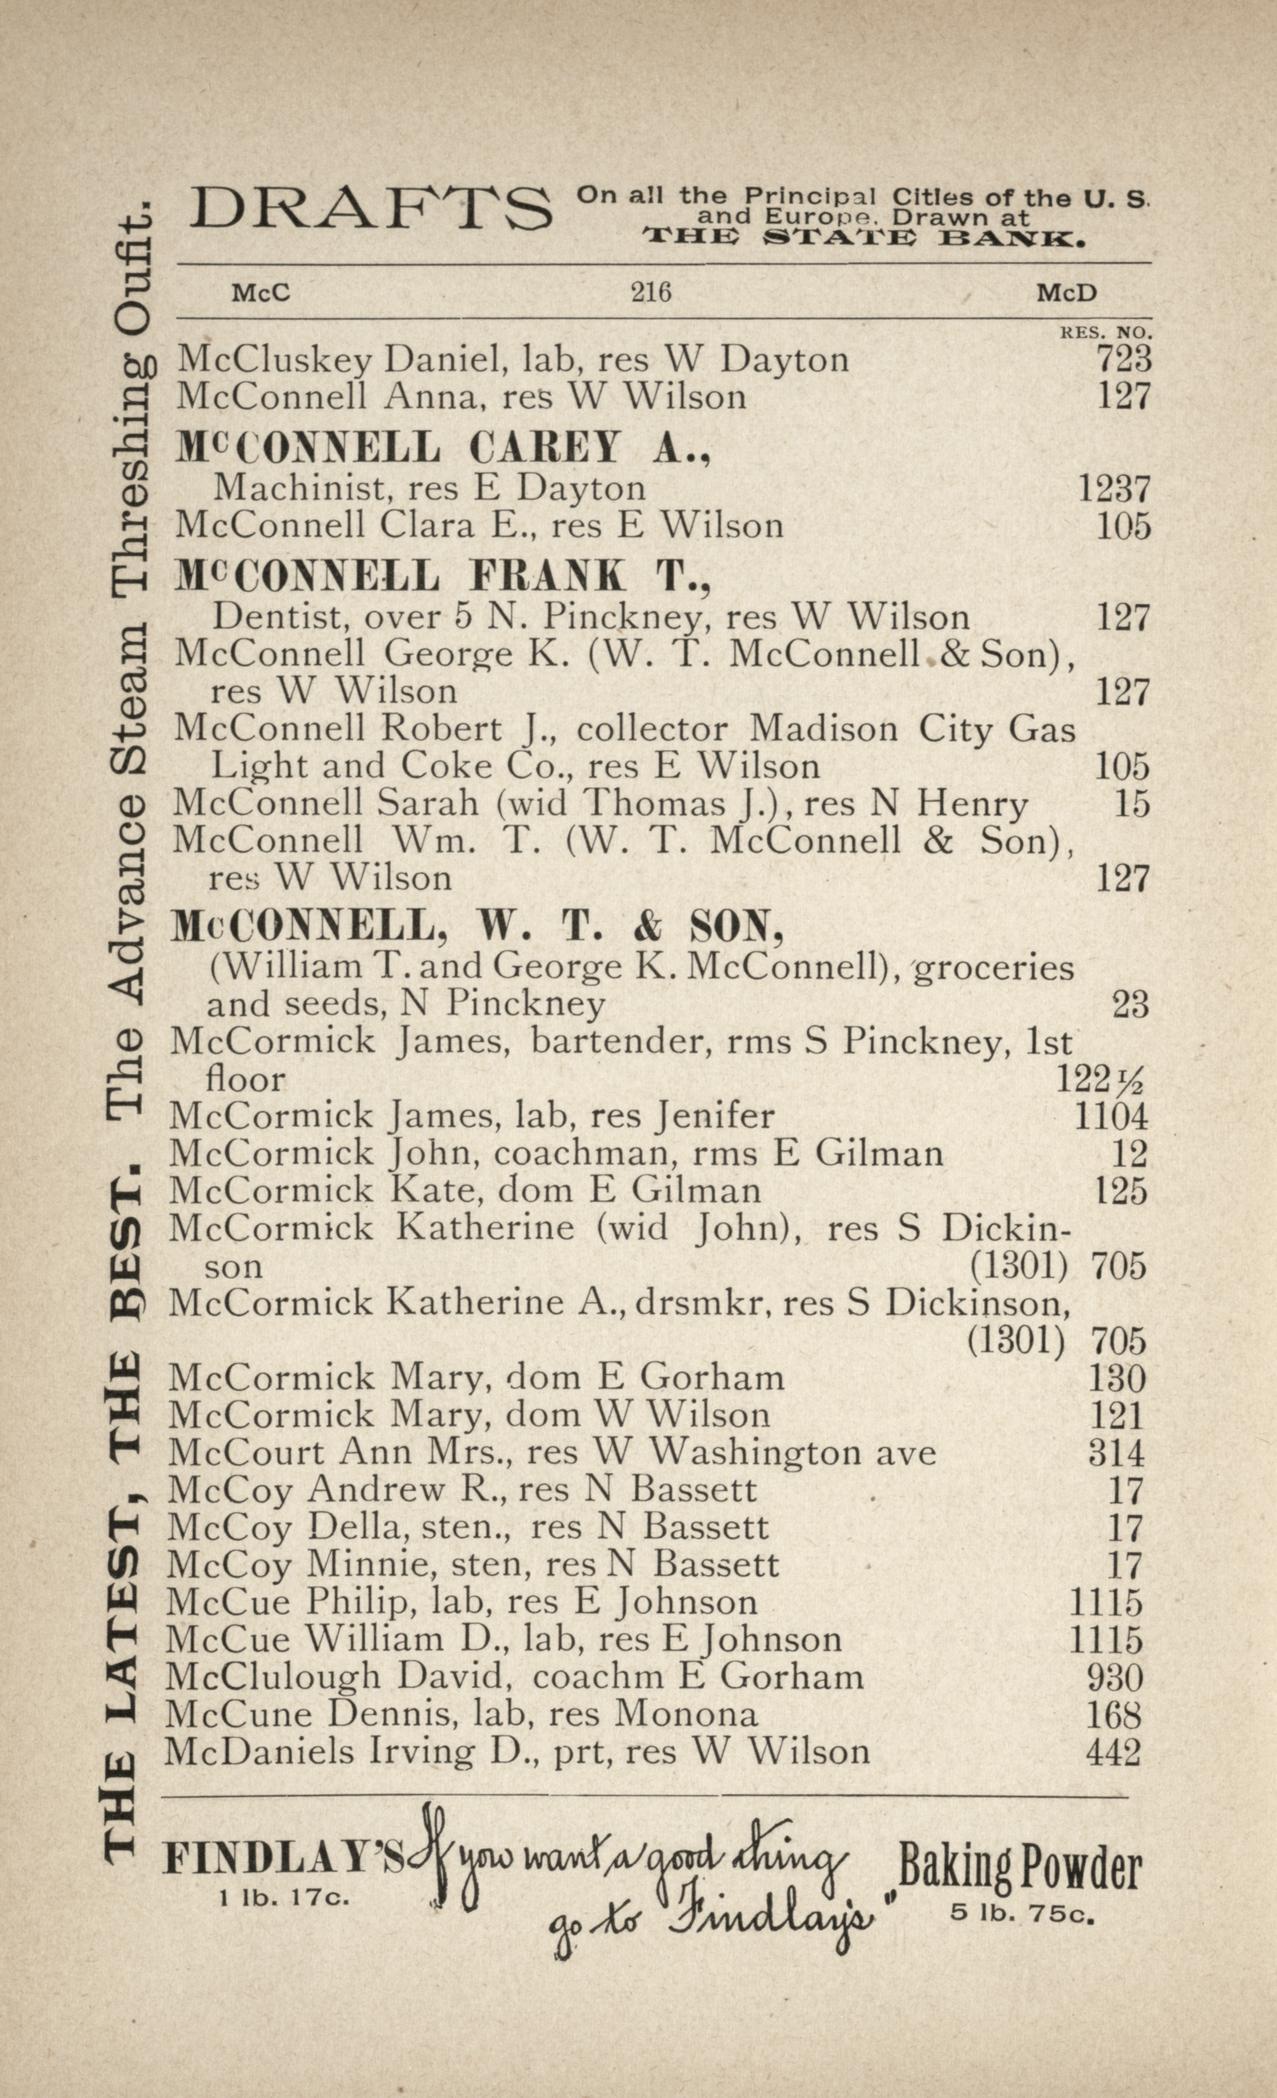 DRAFTS On all the Principal Cities of the U. S.
and Europe. Drawn at
THE STATE BANK.
McC 216 McD
RES. NO.
McCluskey Daniel, lab, res W Dayton 723
McConnell Anna, res W Wilson 127
McCONNELL CAREY A.,
Machinist, res E Dayton 1237
McConnell Clara E., res E Wilson 105
McCONNELL FRANK T.,
Dentist, over 5 N. Pinckney, res W Wilson 127
McConnell George K. (W. T. McConnell & Son),
res W Wilson 127
McConnell Robert J., collector Madison City Gas
Light and Coke Co., res E Wilson 105
McConnell Sarah (wid Thomas J.), res N Henry 15
McConnell Wm. T. (W. T. McConnell & Son),
res W Wilson 127
McCONNELL, W. T. & SON,
(William T. and George K. McConnell), groceries
and seeds, N Pinckney 23
McCormick James, bartender, rms S Pinckney, 1st
floor 122½
McCormick James, lab, res Jenifer 1104
McCormick John, coachman, rms E Gilman 12
McCormick Kate, dom E Gilman 125
McCormick Katherine (wid John), res S Dickin-
son (1301) 705
McCormick Katherine A., drsmkr, res S Dickinson,
(1301) 705
McCormick Mary, dom E Gorham 130
McCormick Mary, dom W Wilson 121
McCourt Ann Mrs., res W Washington ave 314
McCoy Andrew R., res N Bassett 17
McCoy Della, sten., res N Bassett 17
McCoy Minnie, sten, res N Bassett 17
McCue Philip, lab, res E Johnson 1115
McCue William D., lab, res E Johnson 1115
McClulough David, coachm E Gorham 930
McCune Dennis, lab, res Monona 168
McDaniels Irving D., prt, res W Wilson 442
THE LATEST, THE BEST. The Advance Steam Threshing Oufit.
FINDLAY'S If you want a good thing Baking Powder
1 lb. 17c. go to "Findlay's" 5 lb. 75c.